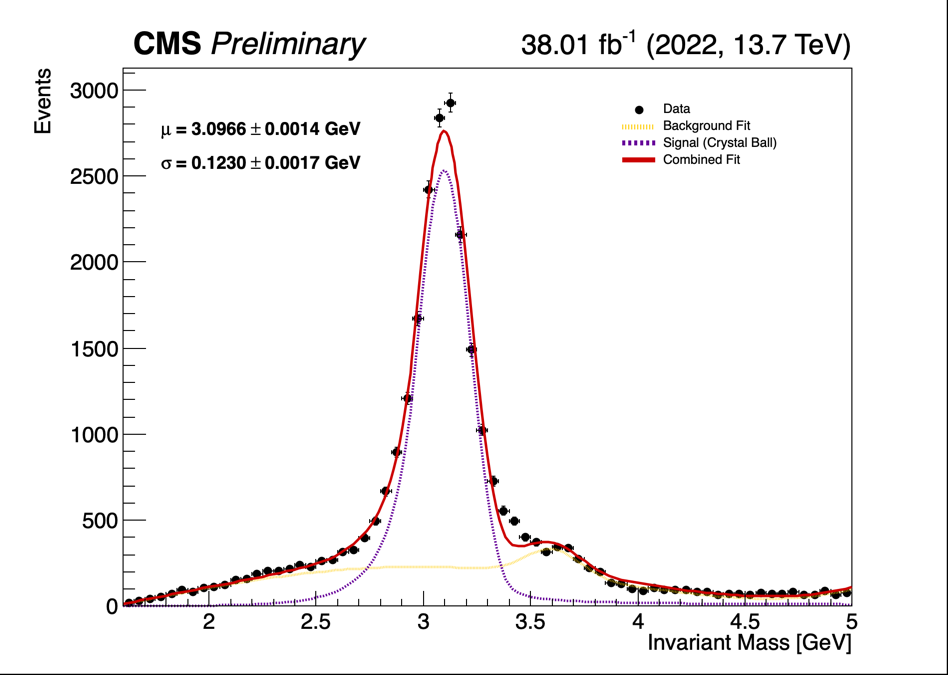 CMS Preliminary 38.01 fb⁻¹ (2022, 13.7 TeV)
Events
3000
2500
2000
1500
1000
500
0
μ = 3.0966 ± 0.0014 GeV
σ = 0.1230 ± 0.0017 GeV
Data
Background Fit
Signal (Crystal Ball)
Combined Fit
2 2.5 3 3.5 4 4.5 5
Invariant Mass [GeV]